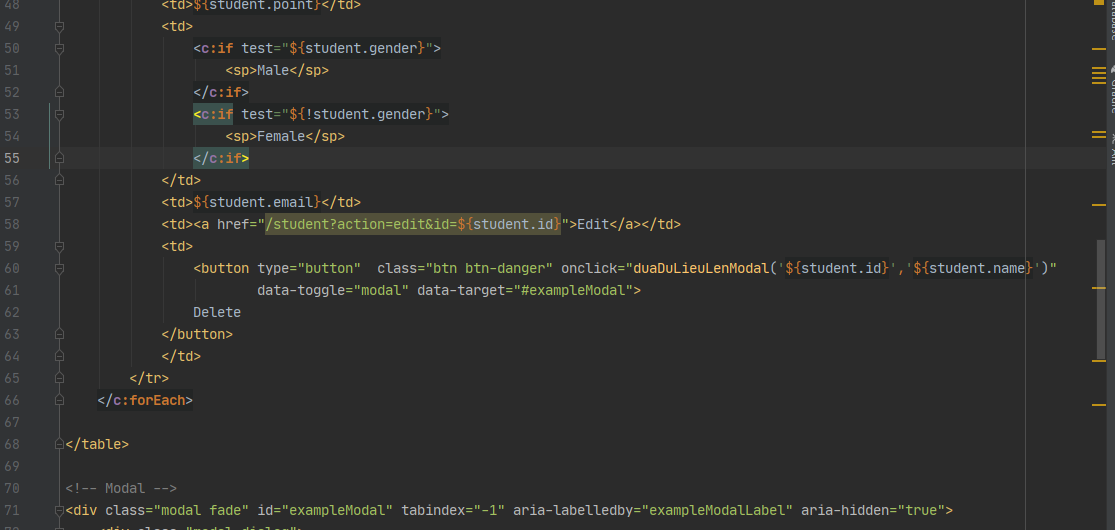 48 <td>${student.point}</td>
49 <td>
50 <c:if test="${student.gender}">
51 <sp>Male</sp>
52 </c:if>
53 <c:if test="${!student.gender}">
54 <sp>Female</sp>
55 </c:if>
56 </td>
57 <td>${student.email}</td>
58 <td><a href="/student?action=edit&id=${student.id}">Edit</a></td>
59 <td>
60 <button type="button"  class="btn btn-danger" onclick="duaDuLieuLenModal('${student.id}','${student.name}')"
61 data-toggle="modal" data-target="#exampleModal">
62 Delete
63 </button>
64 </td>
65 </tr>
66 </c:forEach>
67
68 </table>
69
70 <!-- Modal -->
71 <div class="modal fade" id="exampleModal" tabindex="-1" aria-labelledby="exampleModalLabel" aria-hidden="true">